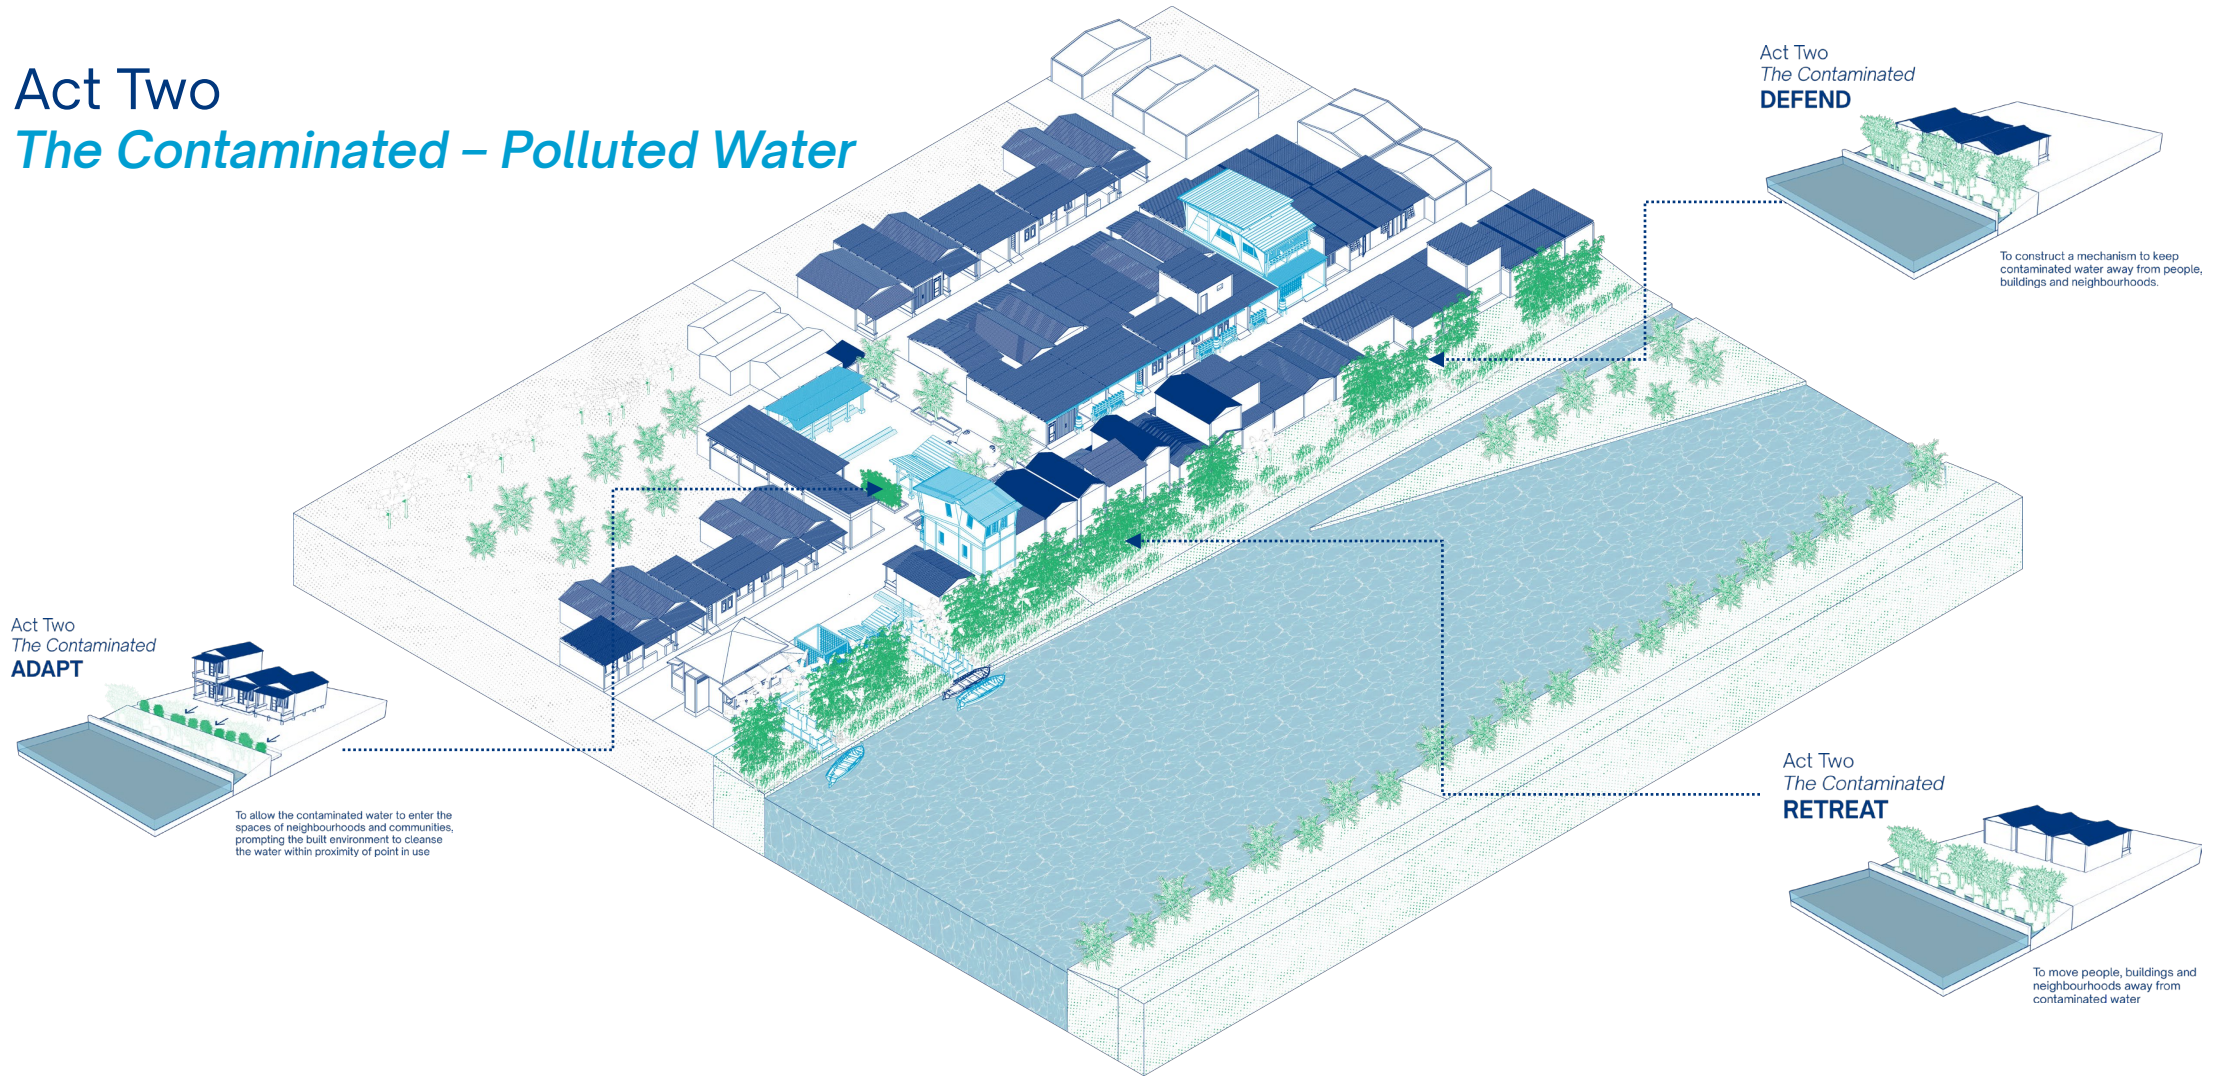 Act Two
The Contaminated – Polluted Water
Act Two
The Contaminated
DEFEND
To construct a mechanism to keep
contaminated water away from people,
buildings and neighbourhoods.
Act Two
The Contaminated
ADAPT
To allow the contaminated water to enter the
spaces of neighbourhoods and communities,
prompting the built environment to cleanse
the water within proximity of point in use
Act Two
The Contaminated
RETREAT
To move people, buildings and
neighbourhoods away from
contaminated water